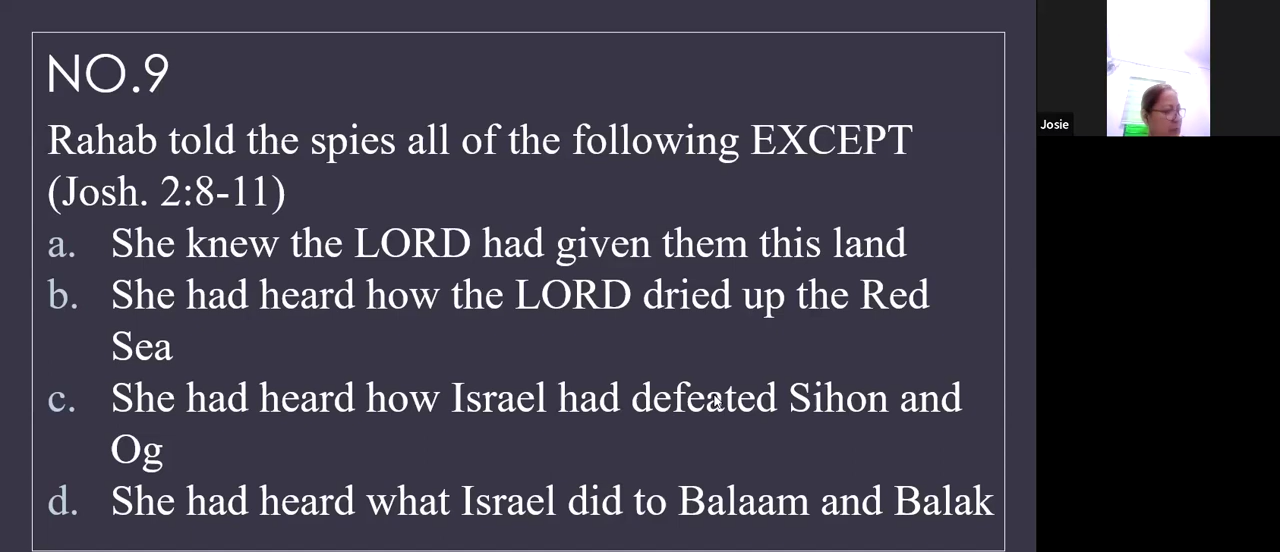 NO.9
Rahab told the spies all of the following EXCEPT
(Josh. 2:8-11)
a. She knew the LORD had given them this land
b. She had heard how the LORD dried up the Red
Sea
c. She had heard how Israel had defeated Sihon and
Og
d. She had heard what Israel did to Balaam and Balak
Josie